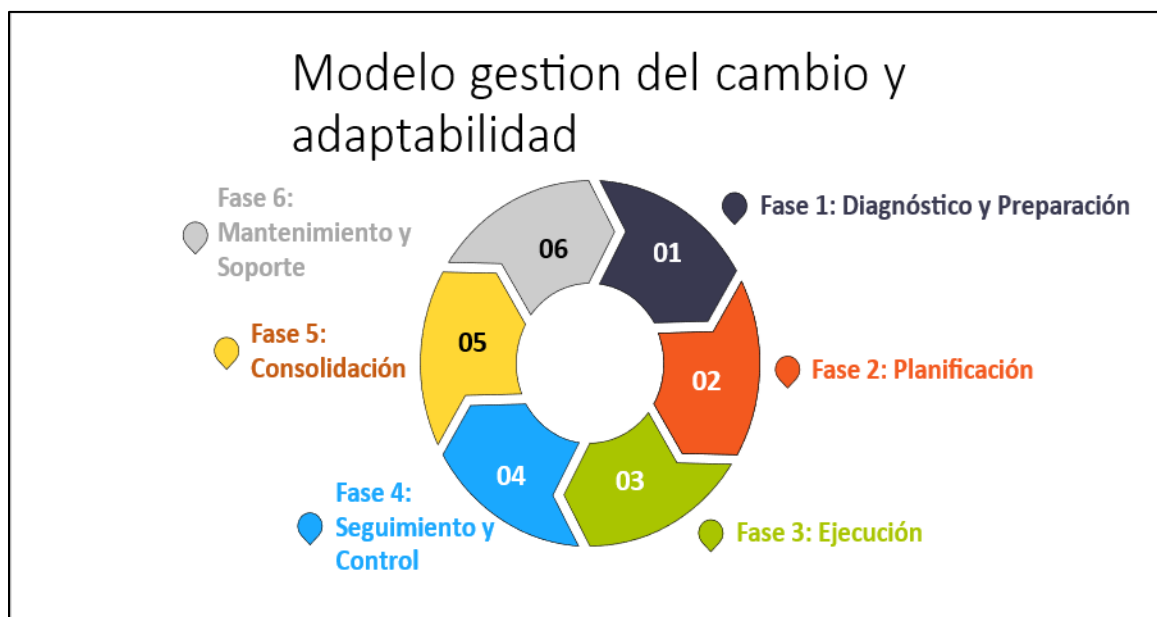 Modelo gestion del cambio y
adaptabilidad
Fase 1: Diagnóstico y Preparación
Fase 2: Planificación
Fase 3: Ejecución
Fase 4:
Seguimiento y
Control
Fase 5:
Consolidación
Fase 6:
Mantenimiento y
Soporte
01
02
03
04
05
06